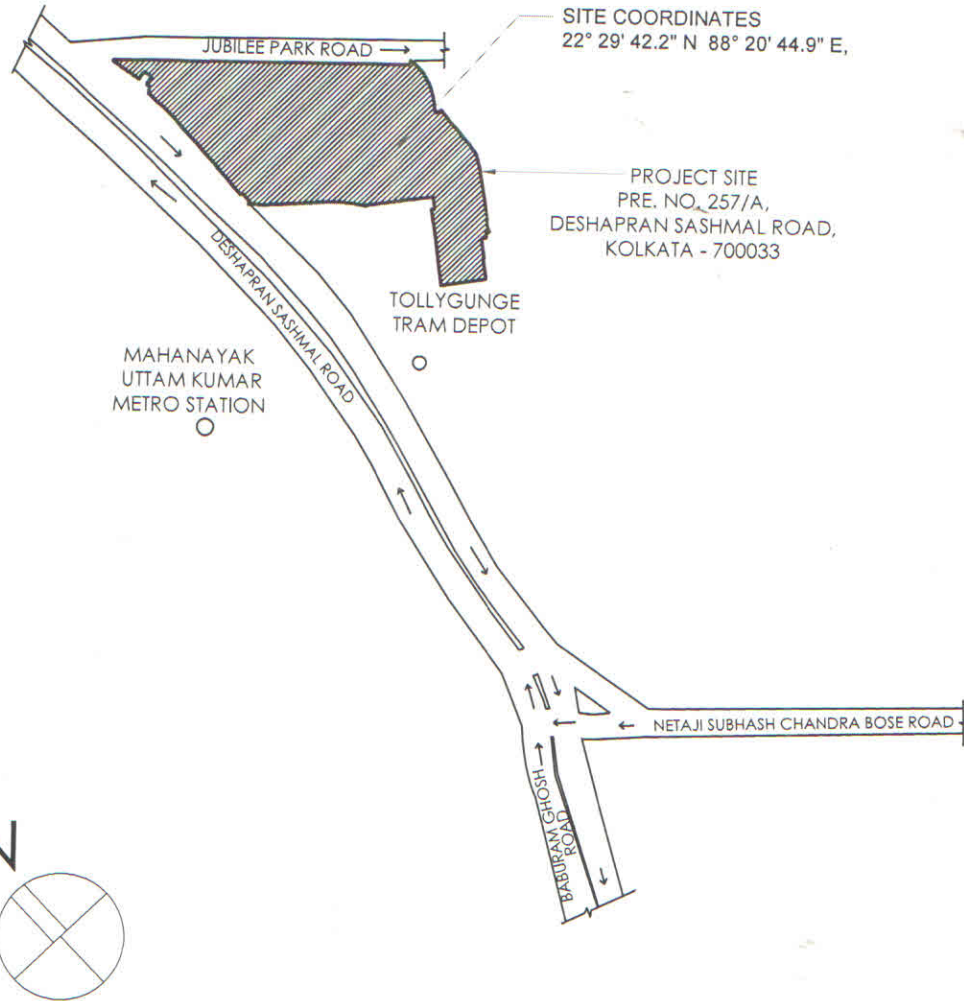 SITE COORDINATES
22° 29' 42.2" N 88° 20' 44.9" E,
JUBILEE PARK ROAD
PROJECT SITE
PRE. NO. 257/A,
DESHAPRAN SASHMAL ROAD,
KOLKATA - 700033
DESHAPRAN SASHMAL ROAD
TOLLYGUNGE
TRAM DEPOT
MAHANAYAK
UTTAM KUMAR
METRO STATION
NETAJI SUBHASH CHANDRA BOSE ROAD
BABURAM GHOSH
ROAD